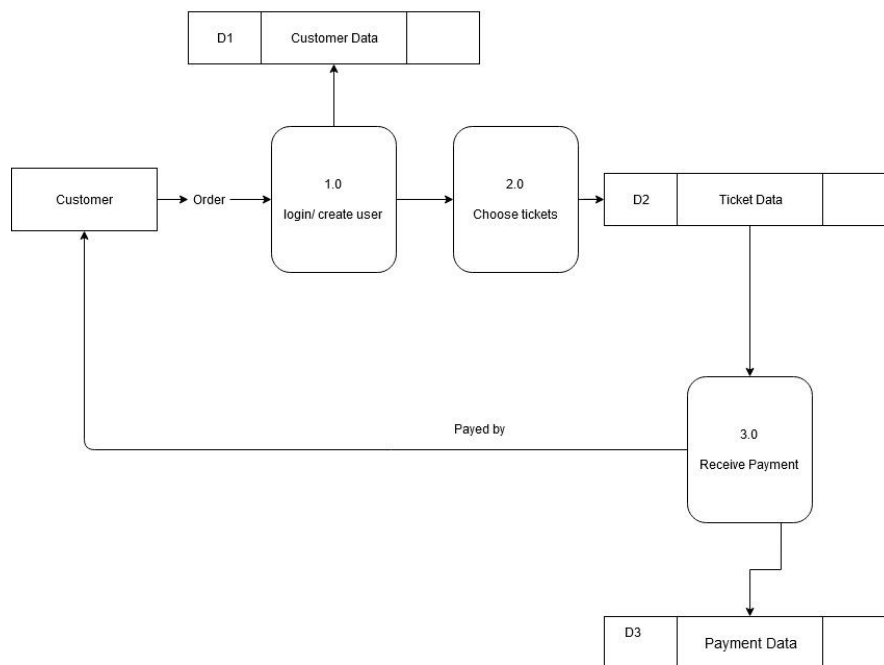 D1 Customer Data
1.0
login/ create user
2.0
Choose tickets
Customer
Order
D2 Ticket Data
Payed by
3.0
Receive Payment
D3 Payment Data